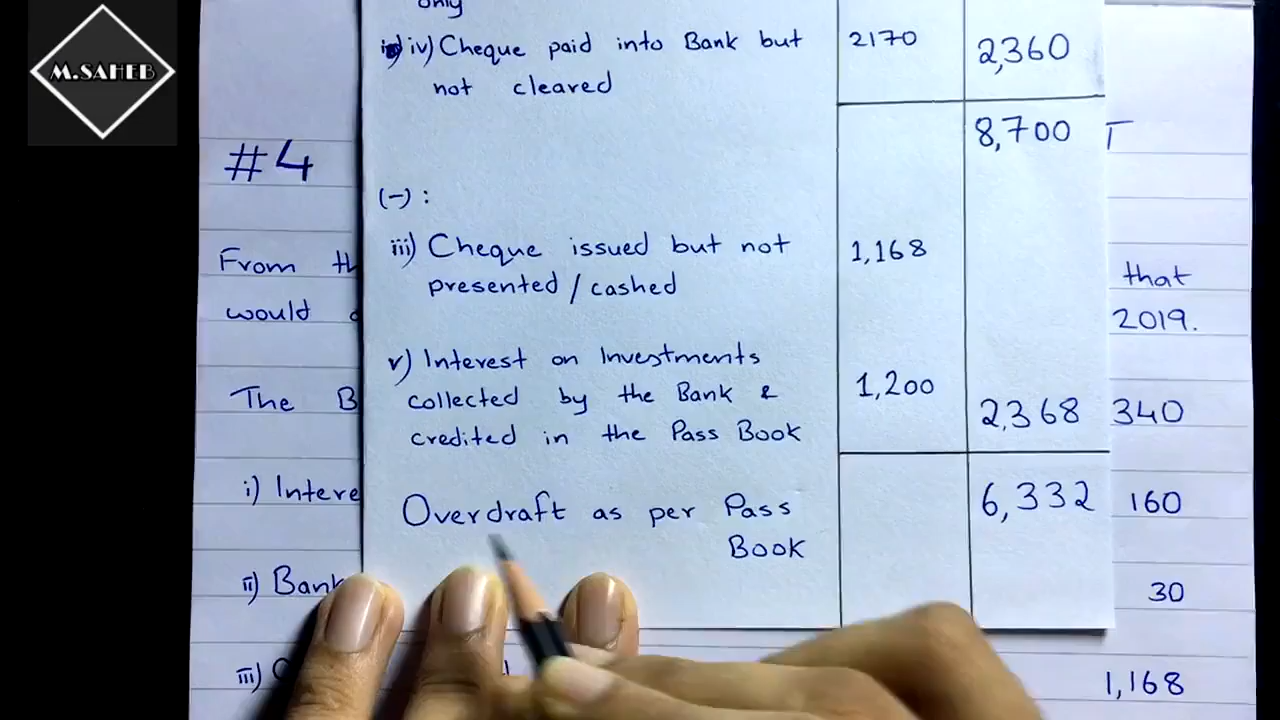 M.SAHEB
only
iv) Cheque paid into Bank but 2170 2,360
not cleared
8,700
#4
(-) :
iii) Cheque issued but not 1,168
presented / cashed
From that
would 2019.
v) Interest on Investments
collected by the Bank & 1,200
credited in the Pass Book 2,368
The 340
i) 6,332 160
Overdraft as per Pass
Book
ii) Bank 30
iii) 1,168